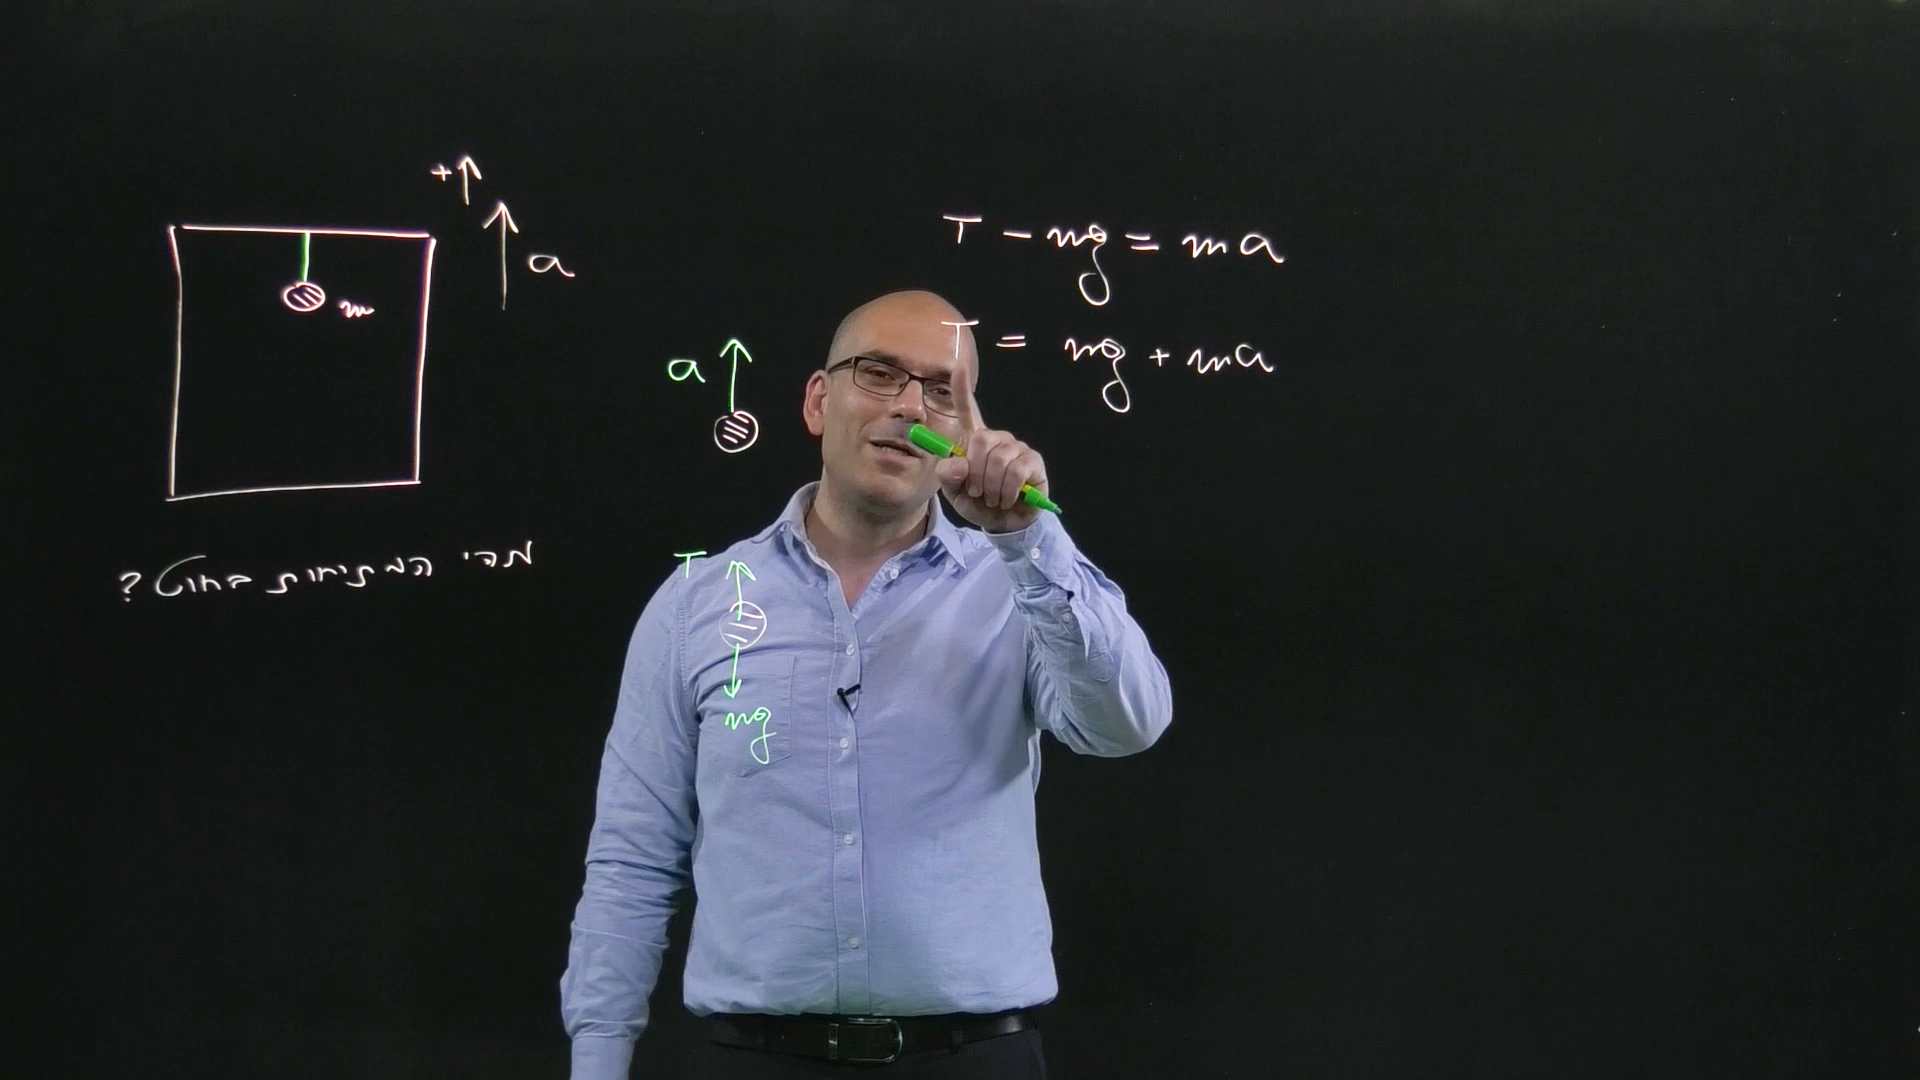 +
a
m
מהי המתיחות בחוט?
a
T
mg
T - mg = ma
T = mg + ma